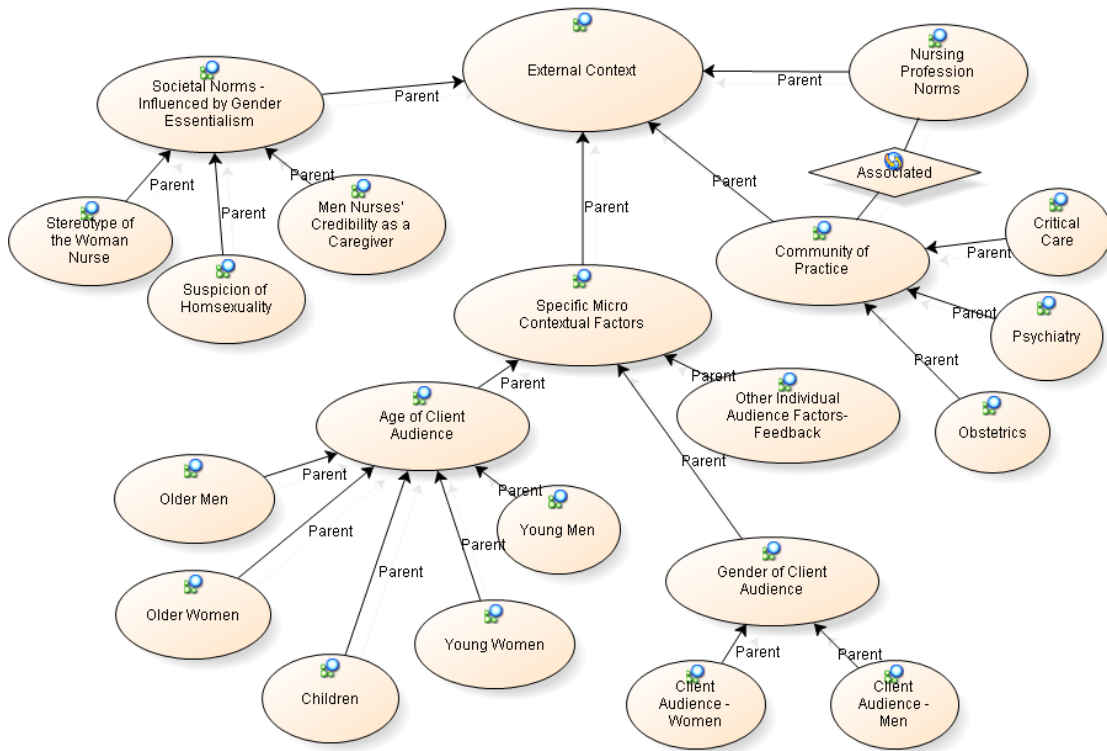 External Context
Nursing
Profession
Norms
Societal Norms -
Influenced by Gender
Essentialism
Parent
Parent
Associated
Parent
Parent
Parent
Men Nurses'
Credibility as a
Caregiver
Stereotype of
the Woman
Nurse
Parent
Suspicion of
Homsexuality
Parent
Parent
Critical
Care
Community of
Practice
Parent
Specific Micro
Contextual Factors
Parent
Psychiatry
Parent
Parent
Parent
Age of Client
Audience
Other Individual
Audience Factors-
Feedback
Obstetrics
Parent
Parent
Older Men
Parent
Young Men
Parent
Parent
Parent
Older Women
Young Women
Children
Gender of Client
Audience
Parent
Parent
Client
Audience -
Women
Client
Audience -
Men